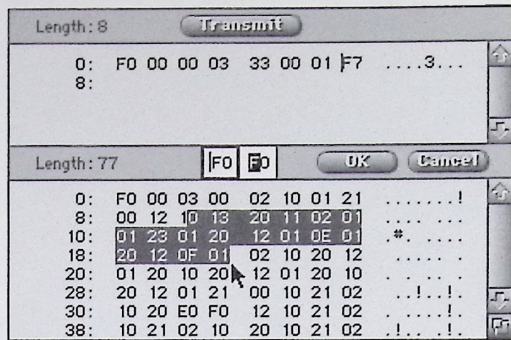 Length: 8 Transmit
0: F0 00 00 03 33 00 01 F7 ....3...
8:
Length: 77 F0 F0 OK Cancel
0: F0 00 03 00 02 10 01 21 .......!
8: 00 12 10 13 20 11 02 01 .... ...
10: 01 23 01 20 12 01 0E 01 .#. ....
18: 20 12 0F 01 02 10 20 12 ...... .
20: 01 20 10 20 12 01 20 10 . . .. .
28: 20 12 01 21 00 10 21 02 ..!..!.
30: 10 20 E0 F0 12 10 21 02 . ....!.
38: 10 21 02 10 20 10 21 02 .!.. .!.